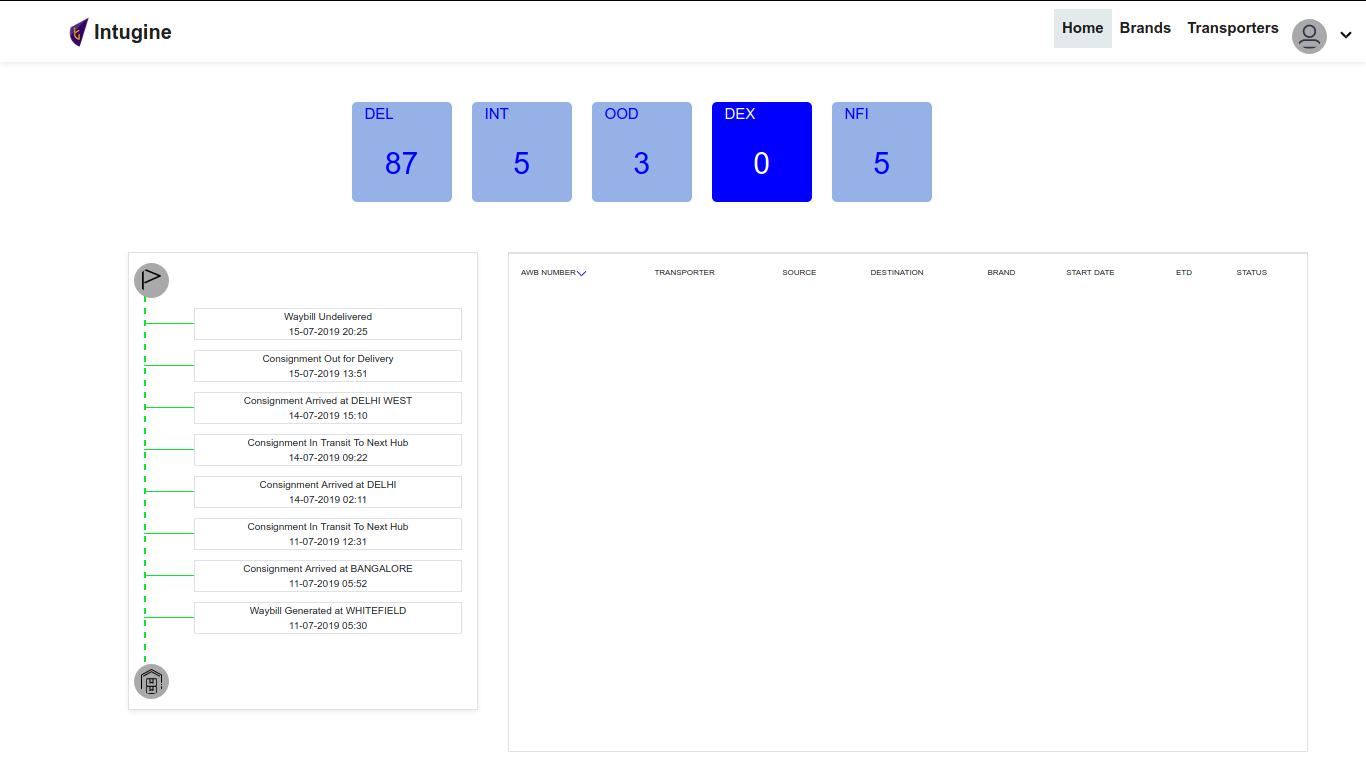 Intugine
Home Brands Transporters
DEL INT OOD DEX NFI
87 5 3 0 5
Waybill Undelivered
15-07-2019 20:25
Consignment Out for Delivery
15-07-2019 13:51
Consignment Arrived at DELHI WEST
14-07-2019 15:10
Consignment In Transit To Next Hub
14-07-2019 09:22
Consignment Arrived at DELHI
14-07-2019 02:11
Consignment In Transit To Next Hub
11-07-2019 12:31
Consignment Arrived at BANGALORE
11-07-2019 05:52
Waybill Generated at WHITEFIELD
11-07-2019 05:30
AWB NUMBER TRANSPORTER SOURCE DESTINATION BRAND START DATE ETD STATUS